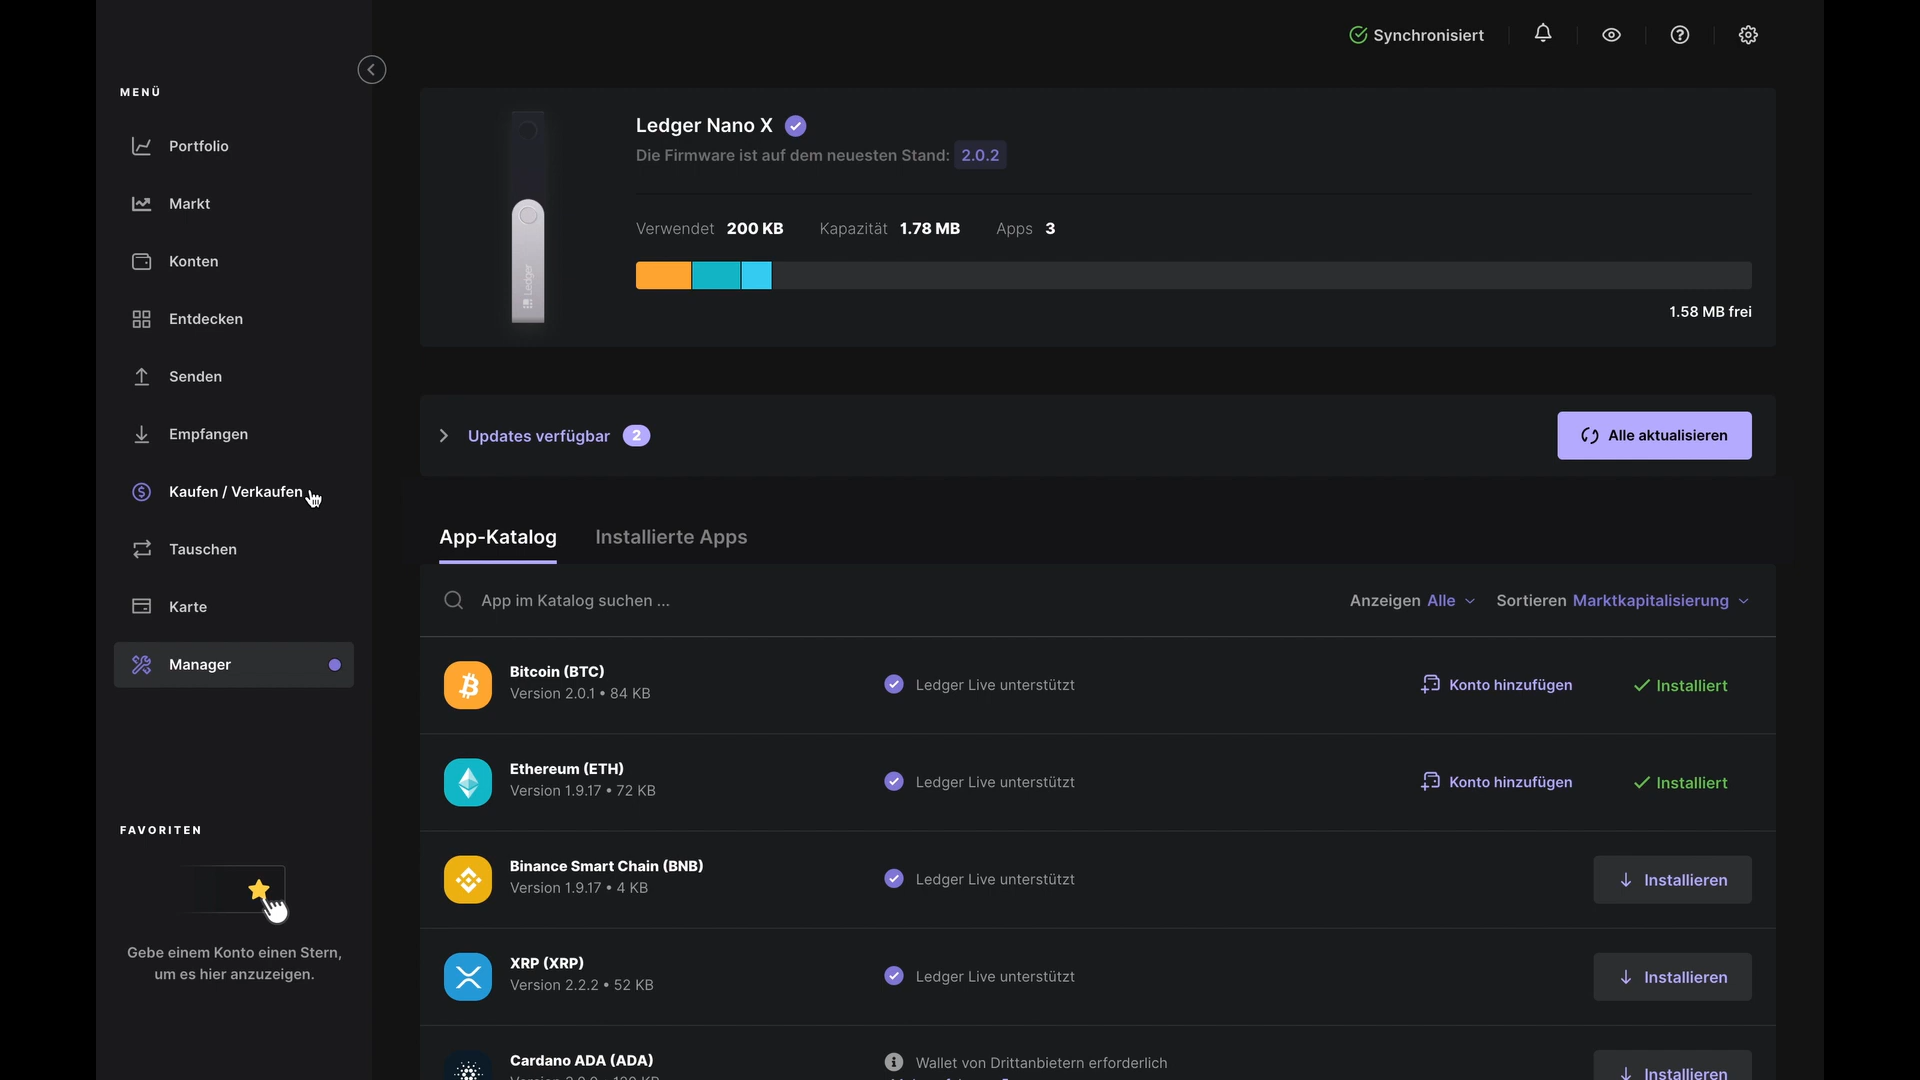 Synchronisiert
MENÜ
Portfolio
Markt
Konten
Entdecken
Senden
Empfangen
Kaufen / Verkaufen
Tauschen
Karte
Manager
FAVORITEN
Gebe einem Konto einen Stern,
um es hier anzuzeigen.
Ledger
Ledger Nano X
Die Firmware ist auf dem neuesten Stand: 2.0.2
Verwendet 200 KB Kapazität 1.78 MB Apps 3
1.58 MB frei
Updates verfügbar 2
Alle aktualisieren
App-Katalog Installierte Apps
App im Katalog suchen ... Anzeigen Alle Sortieren Marktkapitalisierung
Bitcoin (BTC)
Version 2.0.1 • 84 KB
Ledger Live unterstützt
Konto hinzufügen
Installiert
Ethereum (ETH)
Version 1.9.17 • 72 KB
Ledger Live unterstützt
Konto hinzufügen
Installiert
Binance Smart Chain (BNB)
Version 1.9.17 • 4 KB
Ledger Live unterstützt
Installieren
XRP (XRP)
Version 2.2.2 • 52 KB
Ledger Live unterstützt
Installieren
Cardano ADA (ADA)
Wallet von Drittanbietern erforderlich
Installieren